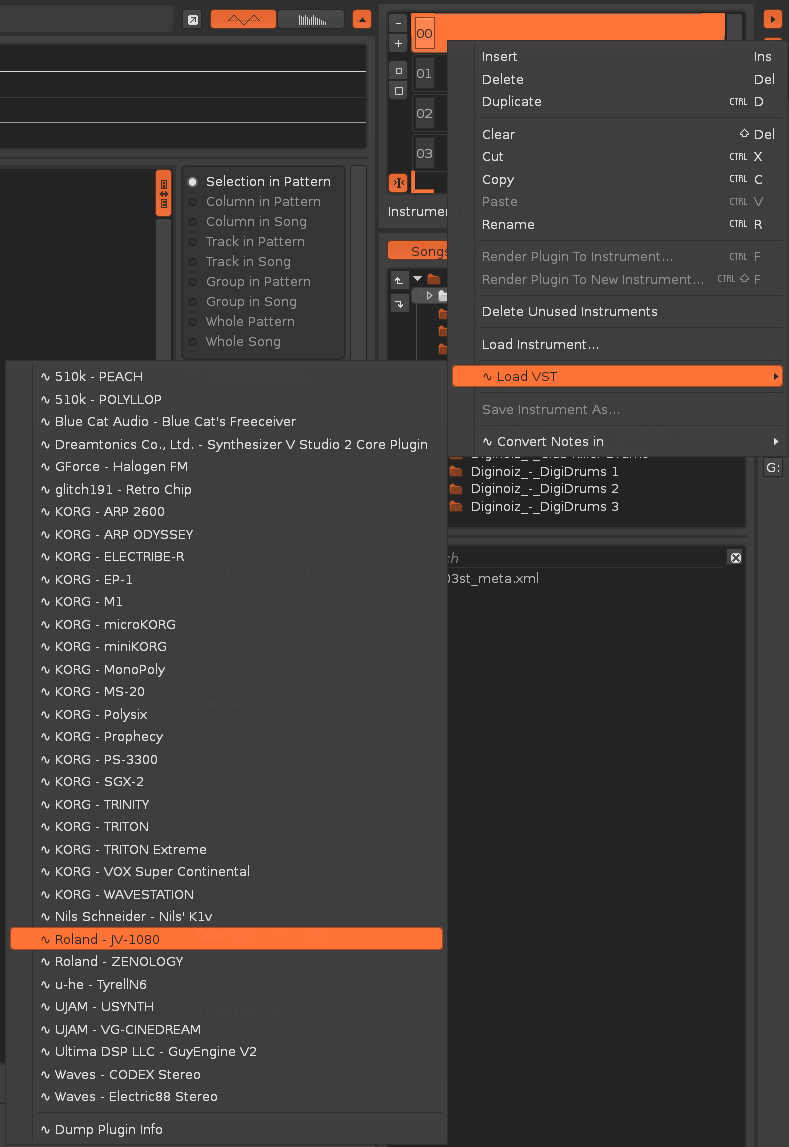 00
01
02
03
Insert Ins
Delete Del
Duplicate CTRL D
Clear ⇧ Del
Cut CTRL X
Copy CTRL C
Paste CTRL V
Rename CTRL R
Render Plugin To Instrument... CTRL F
Render Plugin To New Instrument... CTRL ⇧ F
Delete Unused Instruments
Load Instrument...
∿ Load VST
Save Instrument As...
∿ Convert Notes in
Selection in Pattern
Column in Pattern
Column in Song
Track in Pattern
Track in Song
Group in Pattern
Group in Song
Whole Pattern
Whole Song
Instrumen
Songs
∿ 510k - PEACH
∿ 510k - POLYLLOP
∿ Blue Cat Audio - Blue Cat's Freeceiver
∿ Dreamtonics Co., Ltd. - Synthesizer V Studio 2 Core Plugin
∿ GForce - Halogen FM
∿ glitch191 - Retro Chip
∿ KORG - ARP 2600
∿ KORG - ARP ODYSSEY
∿ KORG - ELECTRIBE-R
∿ KORG - EP-1
∿ KORG - M1
∿ KORG - microKORG
∿ KORG - miniKORG
∿ KORG - MonoPoly
∿ KORG - MS-20
∿ KORG - Polysix
∿ KORG - Prophecy
∿ KORG - PS-3300
∿ KORG - SGX-2
∿ KORG - TRINITY
∿ KORG - TRITON
∿ KORG - TRITON Extreme
∿ KORG - VOX Super Continental
∿ KORG - WAVESTATION
∿ Nils Schneider - Nils' K1v
∿ Roland - JV-1080
∿ Roland - ZENOLOGY
∿ u-he - TyrellN6
∿ UJAM - USYNTH
∿ UJAM - VG-CINEDREAM
∿ Ultima DSP LLC - GuyEngine V2
∿ Waves - CODEX Stereo
∿ Waves - Electric88 Stereo
∿ Dump Plugin Info
Diginoiz_-_DigiDrums 1
Diginoiz_-_DigiDrums 2
Diginoiz_-_DigiDrums 3
G:
ch
03st_meta.xml